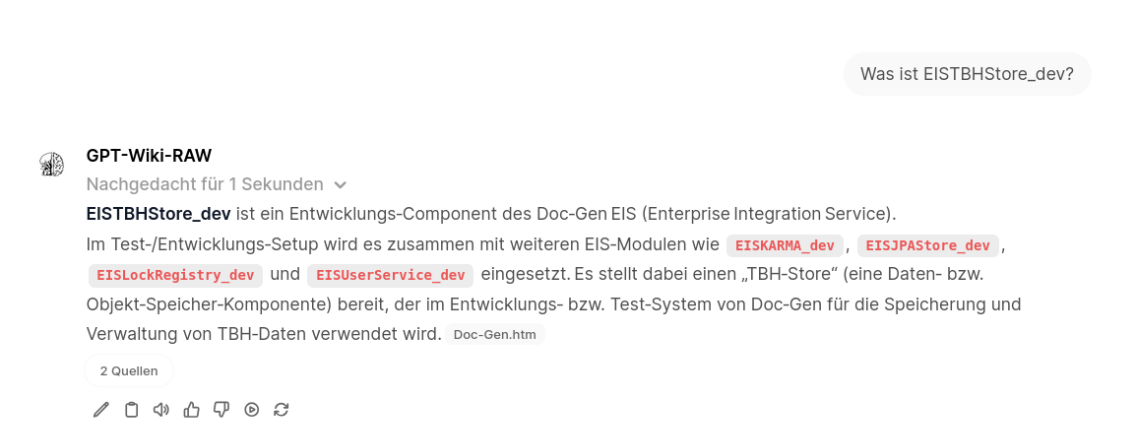 Was ist EISTBHStore_dev?
GPT-Wiki-RAW
Nachgedacht für 1 Sekunden
EISTBHStore_dev ist ein Entwicklungs-Component des Doc-Gen EIS (Enterprise Integration Service).
Im Test-/Entwicklungs-Setup wird es zusammen mit weiteren EIS-Modulen wie EISKARMA_dev, EISJPAStore_dev,
EISLockRegistry_dev und EISUserService_dev eingesetzt. Es stellt dabei einen „TBH-Store“ (eine Daten- bzw.
Objekt-Speicher-Komponente) bereit, der im Entwicklungs- bzw. Test-System von Doc-Gen für die Speicherung und
Verwaltung von TBH-Daten verwendet wird. Doc-Gen.htm
2 Quellen